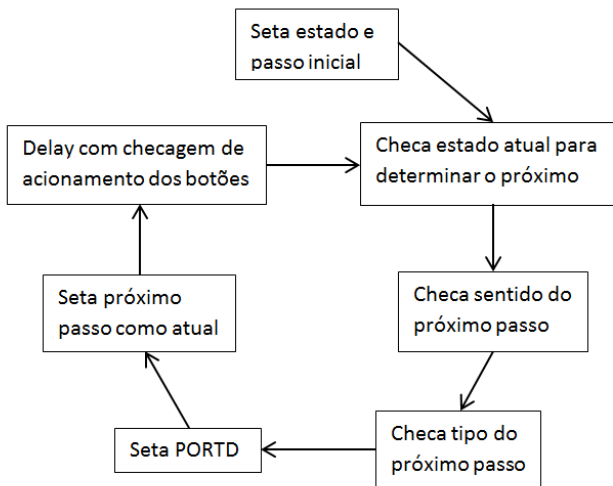 Seta estado e
passo inicial
Delay com checagem de
acionamento dos botões
Checa estado atual para
determinar o próximo
Seta próximo
passo como atual
Checa sentido do
próximo passo
Seta PORTD
Checa tipo do
próximo passo